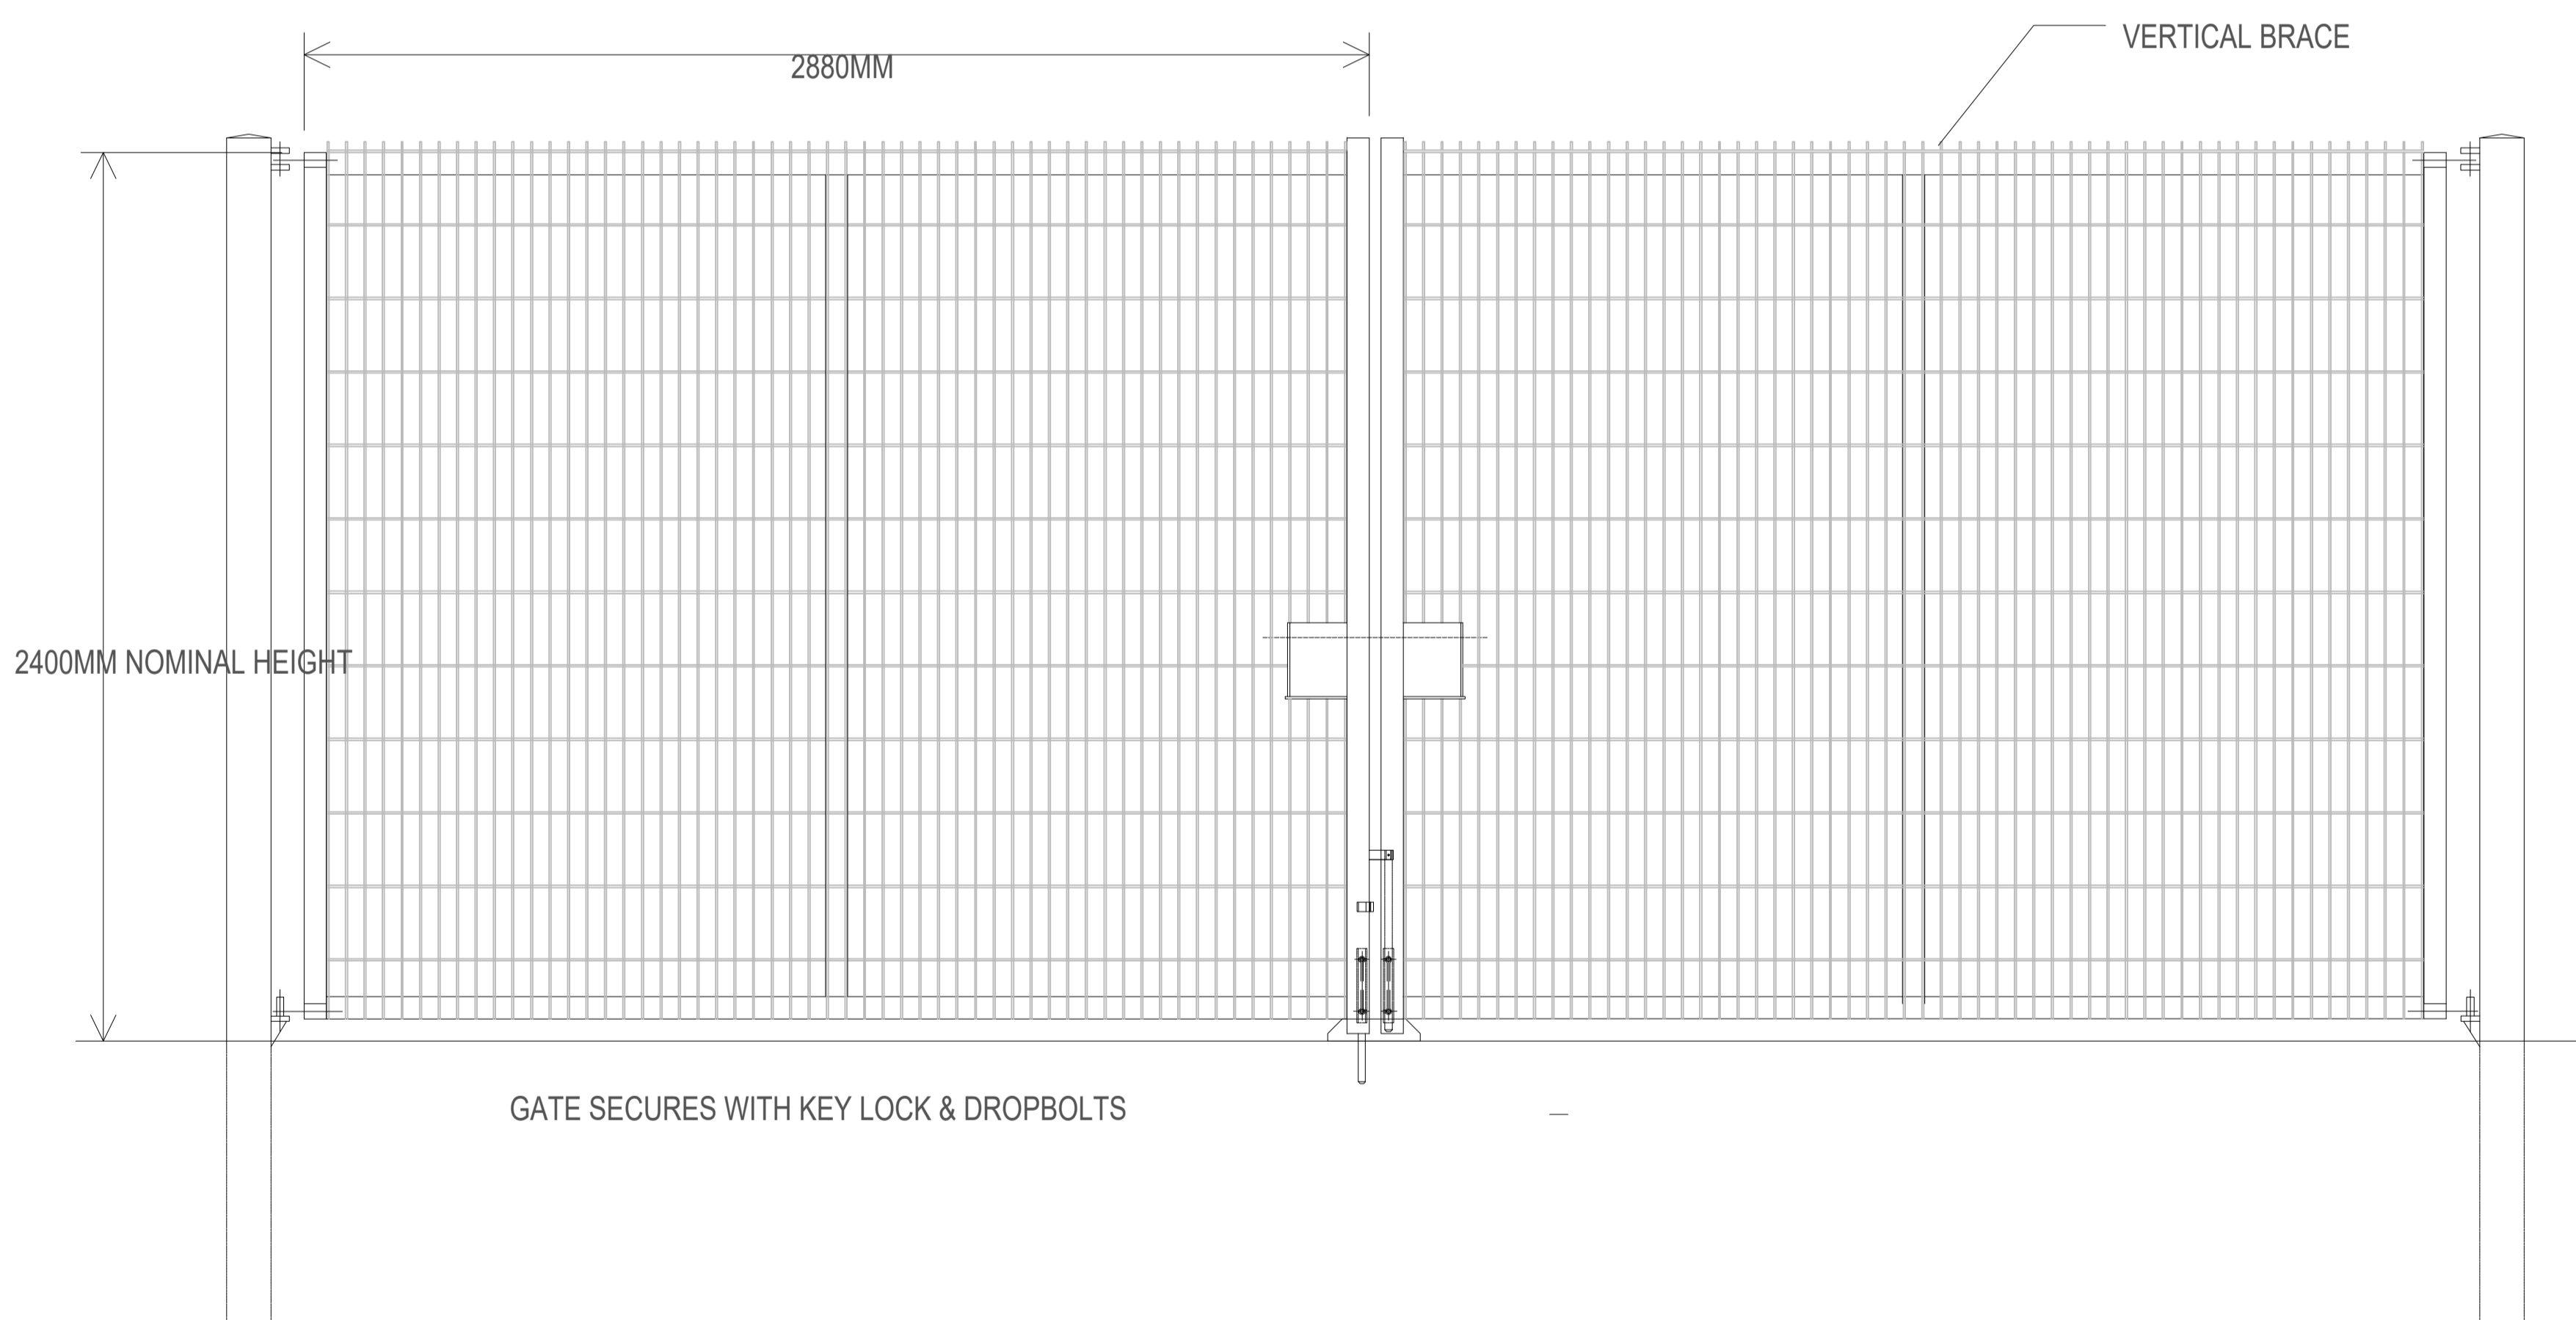 VERTICAL BRACE
2880MM
2400MM NOMINAL HEIGHT
GATE SECURES WITH KEY LOCK & DROPBOLTS